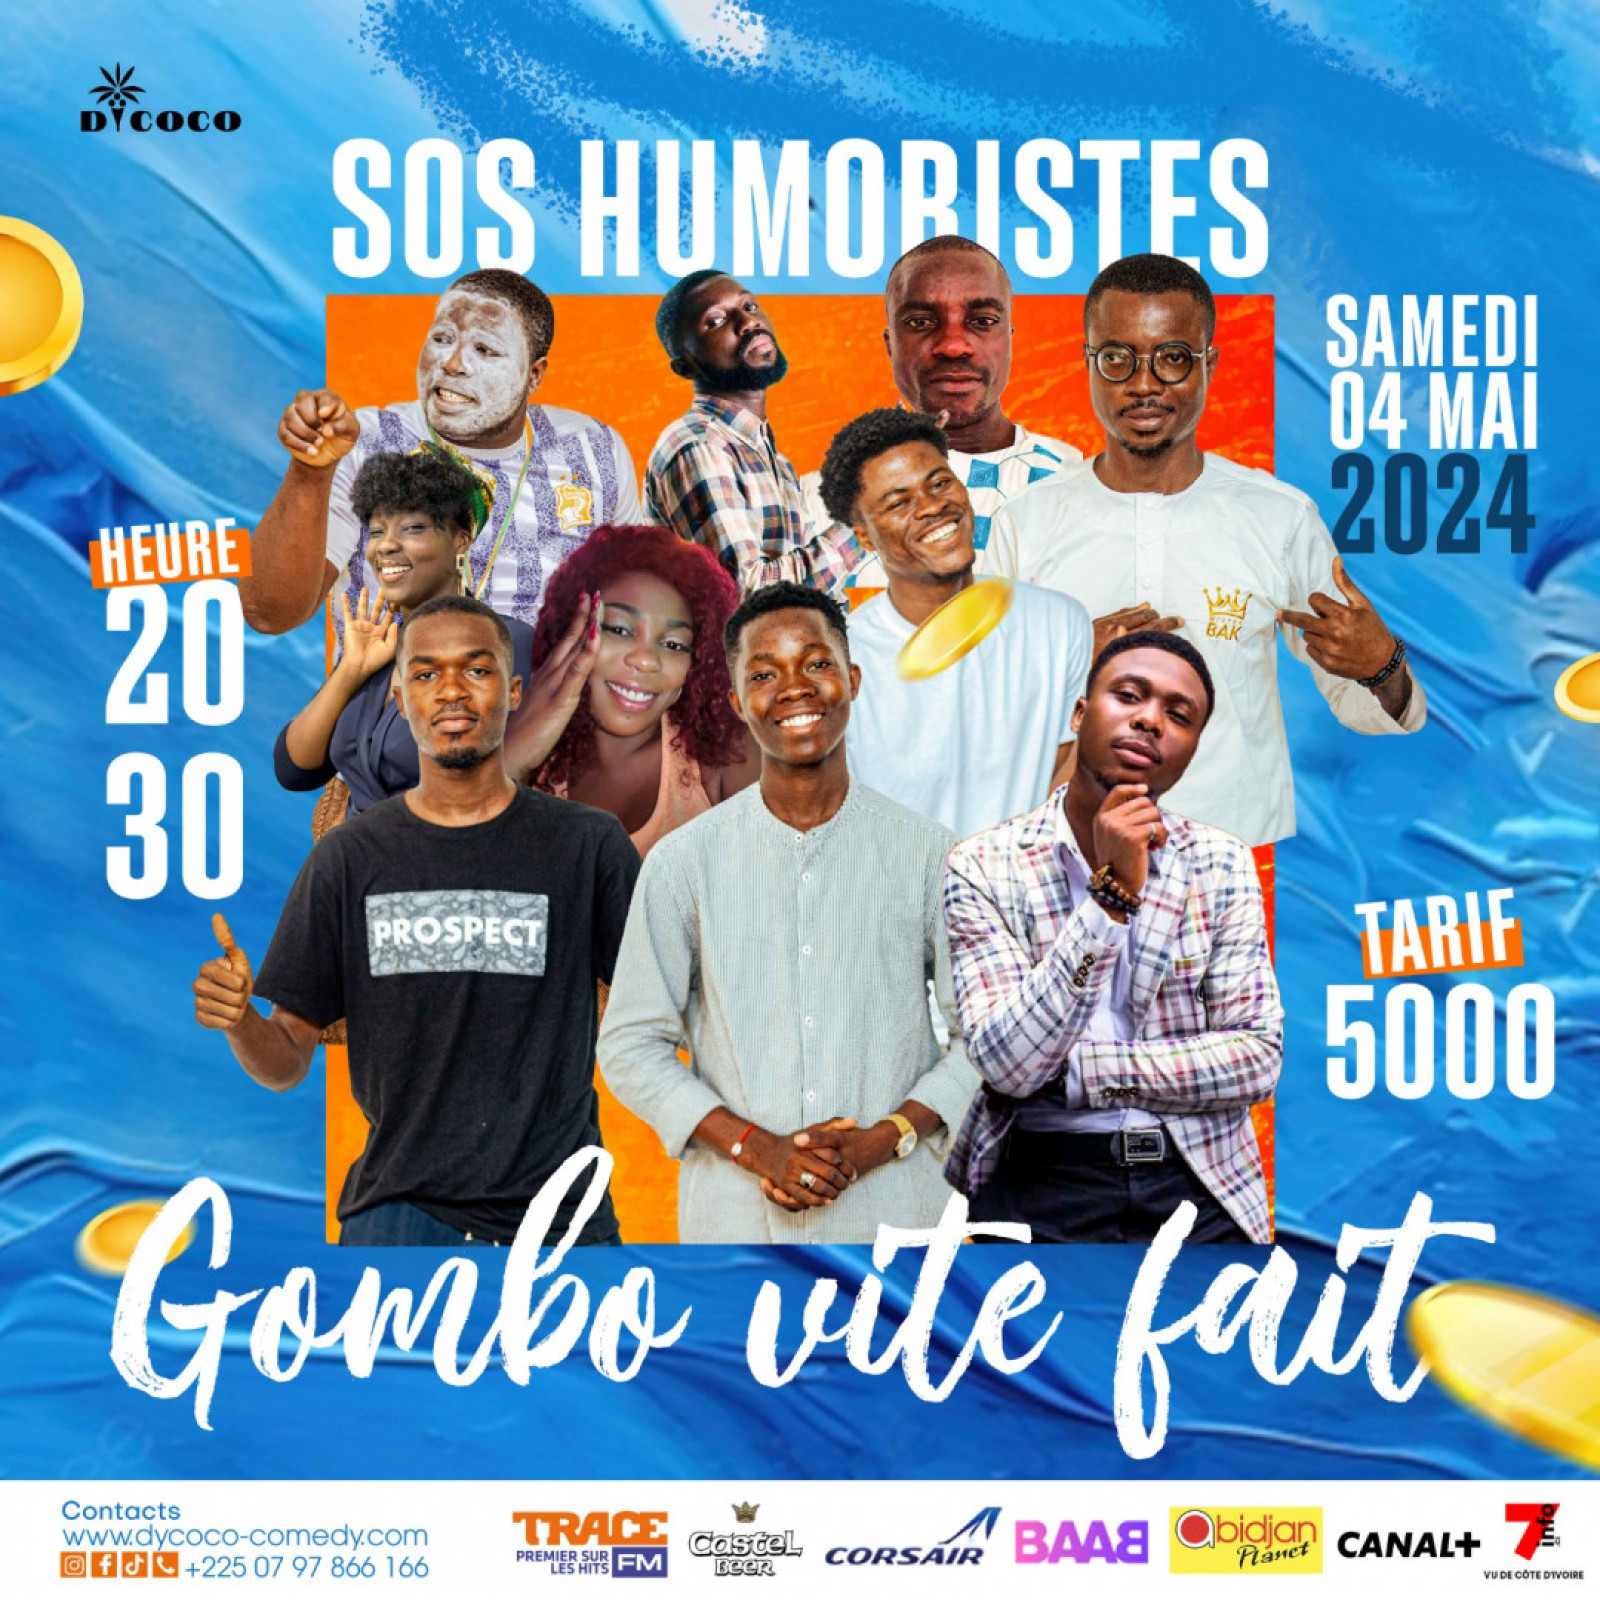 DYCOCO
SOS HUMORISTES
SAMEDI
04 MAI
2024
HEURE
20
30
BAK
PROSPECT
TARIF
5000
Gombo vite fait
Contacts
www.dycoco-comedy.com
+225 07 97 866 166
TRACE
PREMIER SUR
LES HITS FM
Castel
BEER
CORSAIR
BAAB
abidjan
Planet
CANAL+
7info
VU DE CÔTE D'IVOIRE